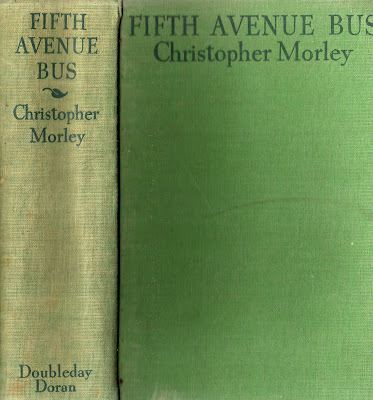 FIFTH
AVENUE
BUS
Christopher
Morley
Doubleday
Doran
FIFTH AVENUE BUS
Christopher Morley